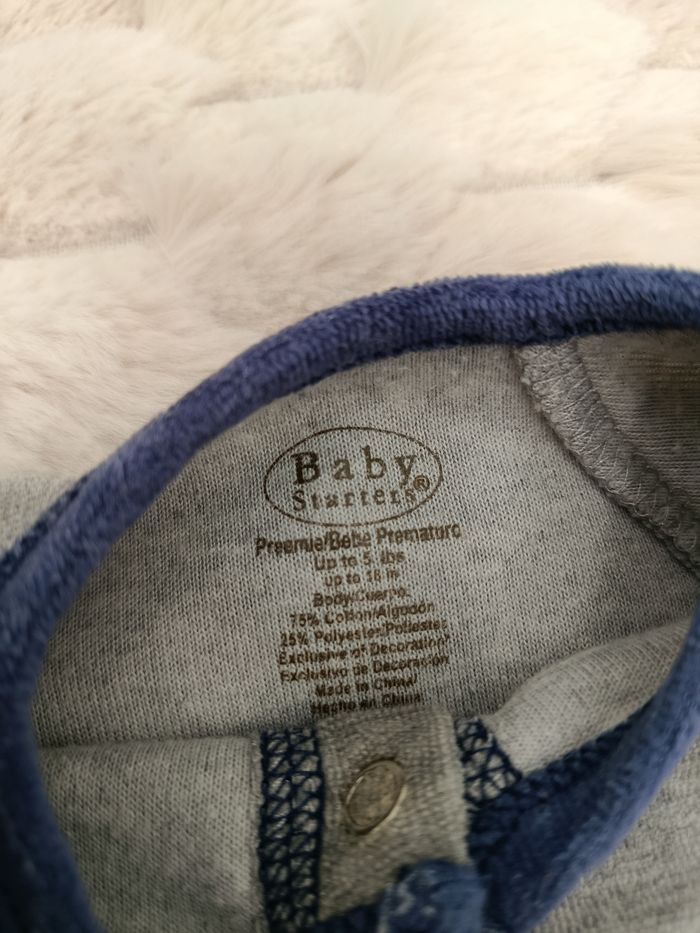 Baby
Starters®
Preemie/Bebe Prematuro
Up to 5 lbs
up to 18 in
Body/Cuerpo:
75% Cotton/Algodón
25% Polyester/Poliester
Exclusive of Decoration/
Exclusivo de Decoración
Made in China/
Hecho en China